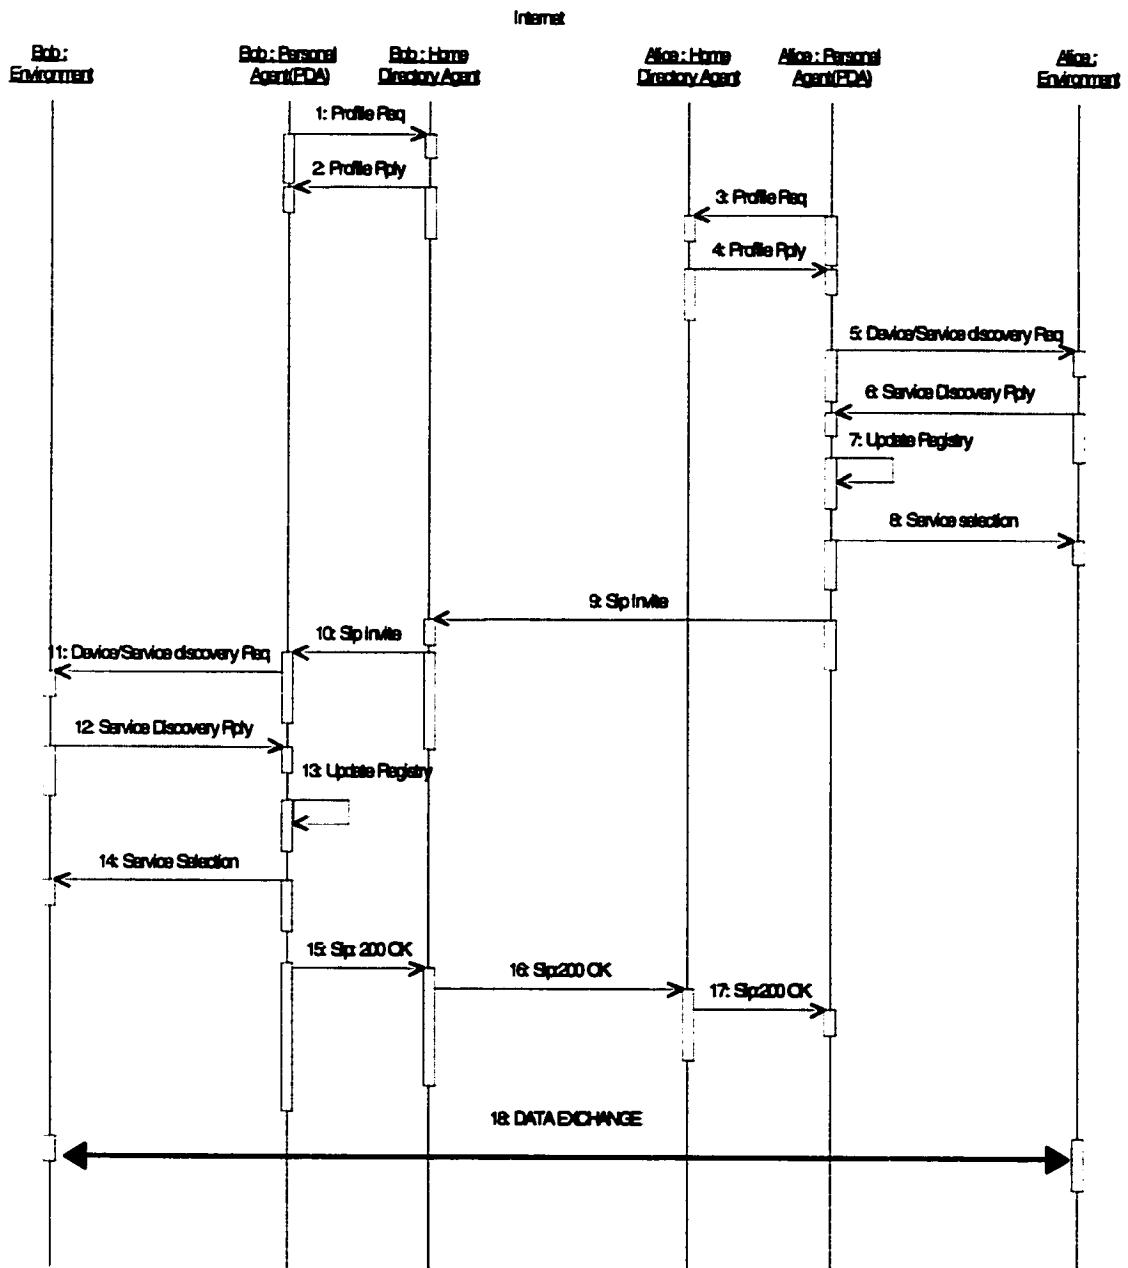 Internet
Bob :
Environment
Bob : Personal
Agent(PDA)
Bob : Home
Directory Agent
Alice : Home
Directory Agent
Alice : Personal
Agent(PDA)
Alice :
Environment
1: Profile Req
2: Profile Rply
3: Profile Req
4: Profile Rply
5: Device/Service discovery Req
6: Service Discovery Rply
7: Update Registry
8: Service selection
9: Sip Invite
10: Sip Invite
11: Device/Service discovery Req
12: Service Discovery Rply
13: Update Registry
14: Service Selection
15: Sip: 200 OK
16: Sip:200 OK
17: Sip:200 OK
18: DATA EXCHANGE